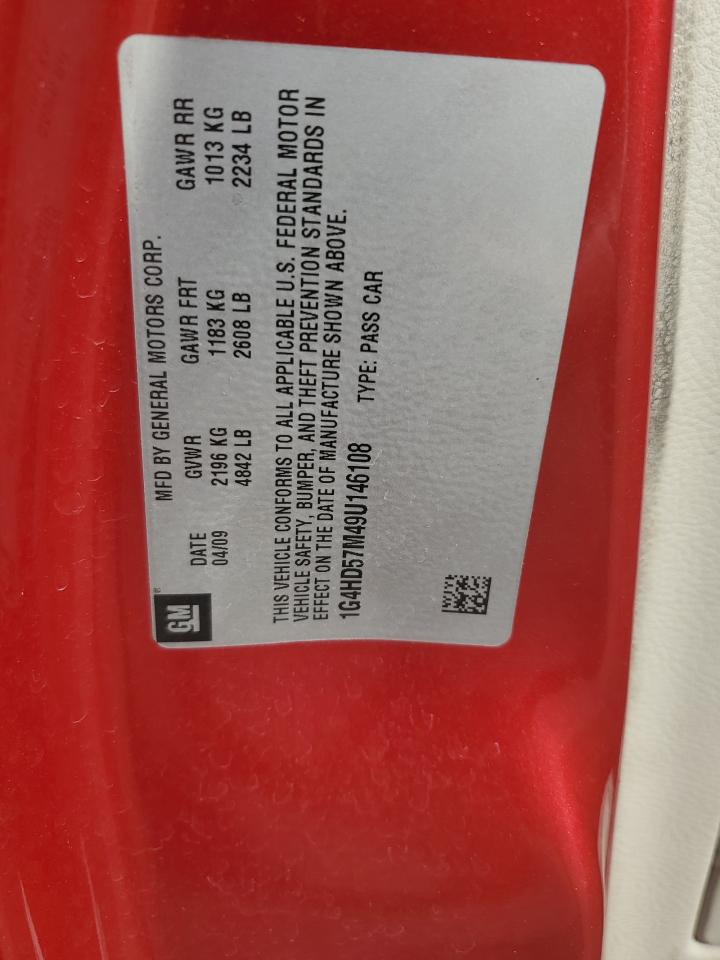 GM
MFD BY GENERAL MOTORS CORP.
DATE GVWR GAWR FRT GAWR RR
04/09 2196 KG 1183 KG 1013 KG
4842 LB 2608 LB 2234 LB
THIS VEHICLE CONFORMS TO ALL APPLICABLE U.S. FEDERAL MOTOR
VEHICLE SAFETY, BUMPER, AND THEFT PREVENTION STANDARDS IN
EFFECT ON THE DATE OF MANUFACTURE SHOWN ABOVE.
1G4HD57M49U146108 TYPE: PASS CAR